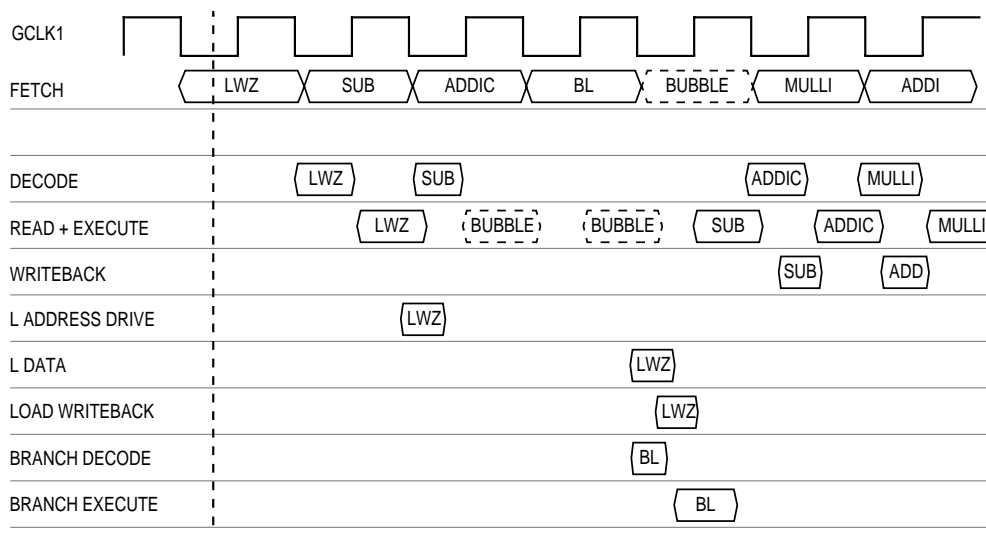 GCLK1
FETCH LWZ SUB ADDIC BL BUBBLE MULLI ADDI
DECODE LWZ SUB ADDIC MULLI
READ + EXECUTE LWZ BUBBLE BUBBLE SUB ADDIC MULLI
WRITEBACK SUB ADD
L ADDRESS DRIVE LWZ
L DATA LWZ
LOAD WRITEBACK LWZ
BRANCH DECODE BL
BRANCH EXECUTE BL